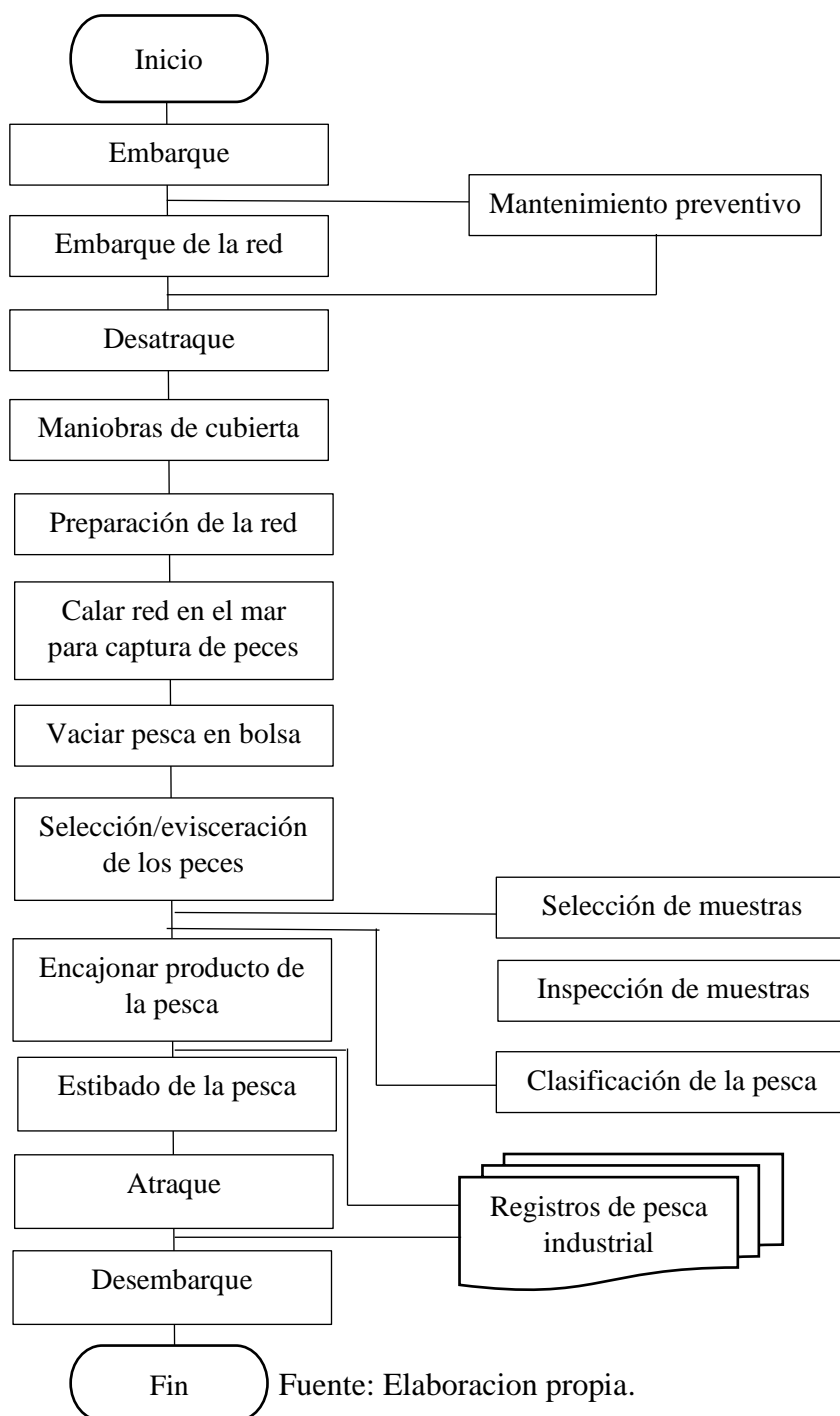 Inicio
Embarque
Mantenimiento preventivo
Embarque de la red
Desatraque
Maniobras de cubierta
Preparación de la red
Calar red en el mar
para captura de peces
Vaciar pesca en bolsa
Selección/evisceración
de los peces
Selección de muestras
Encajonar producto de
la pesca
Inspección de muestras
Estibado de la pesca
Clasificación de la pesca
Atraque
Registros de pesca
industrial
Desembarque
Fin
Fuente: Elaboracion propia.